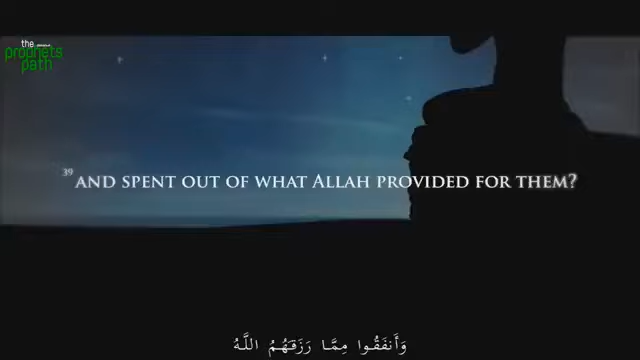 the
prophets
path
39 AND SPENT OUT OF WHAT ALLAH PROVIDED FOR THEM?
وَأَنفَقُوا مِمَّا رَزَقَهُمُ اللَّهُ